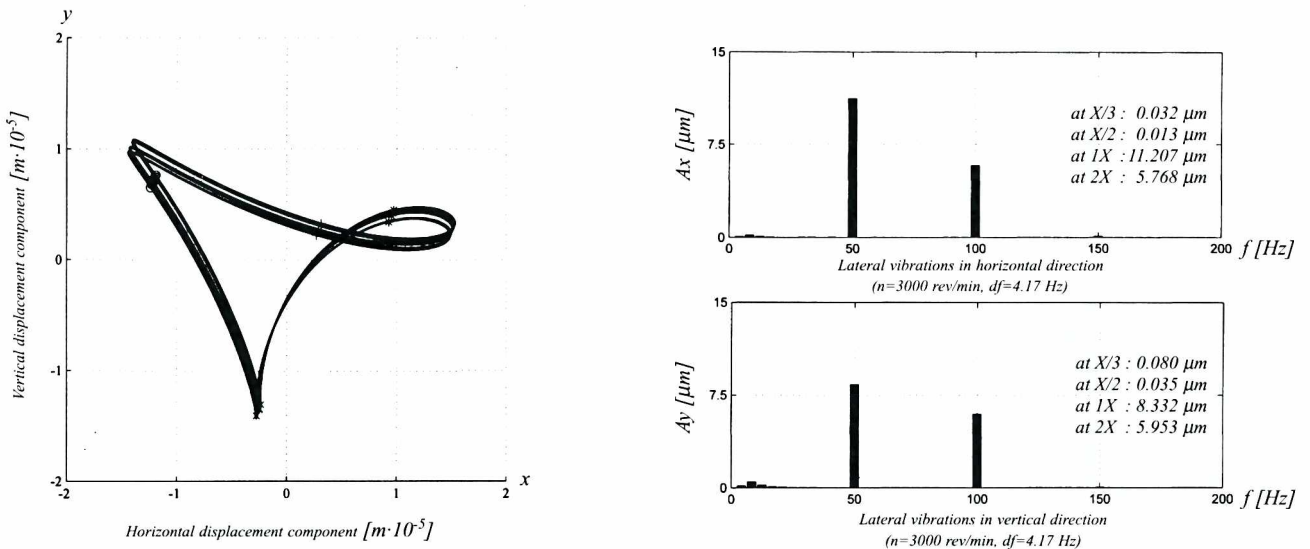 y
2
1
0
-1
-2
-2
-1
0
1
2
x
Vertical displacement component [m·10⁻⁵]
Horizontal displacement component [m·10⁻⁵]
15
7.5
0
Ax [μm]
at X/3 : 0.032 μm
at X/2 : 0.013 μm
at 1X : 11.207 μm
at 2X : 5.768 μm
0
50
100
150
200
f [Hz]
Lateral vibrations in horizontal direction
(n=3000 rev/min, df=4.17 Hz)
15
7.5
0
Ay [μm]
at X/3 : 0.080 μm
at X/2 : 0.035 μm
at 1X : 8.332 μm
at 2X : 5.953 μm
0
50
100
150
200
f [Hz]
Lateral vibrations in vertical direction
(n=3000 rev/min, df=4.17 Hz)